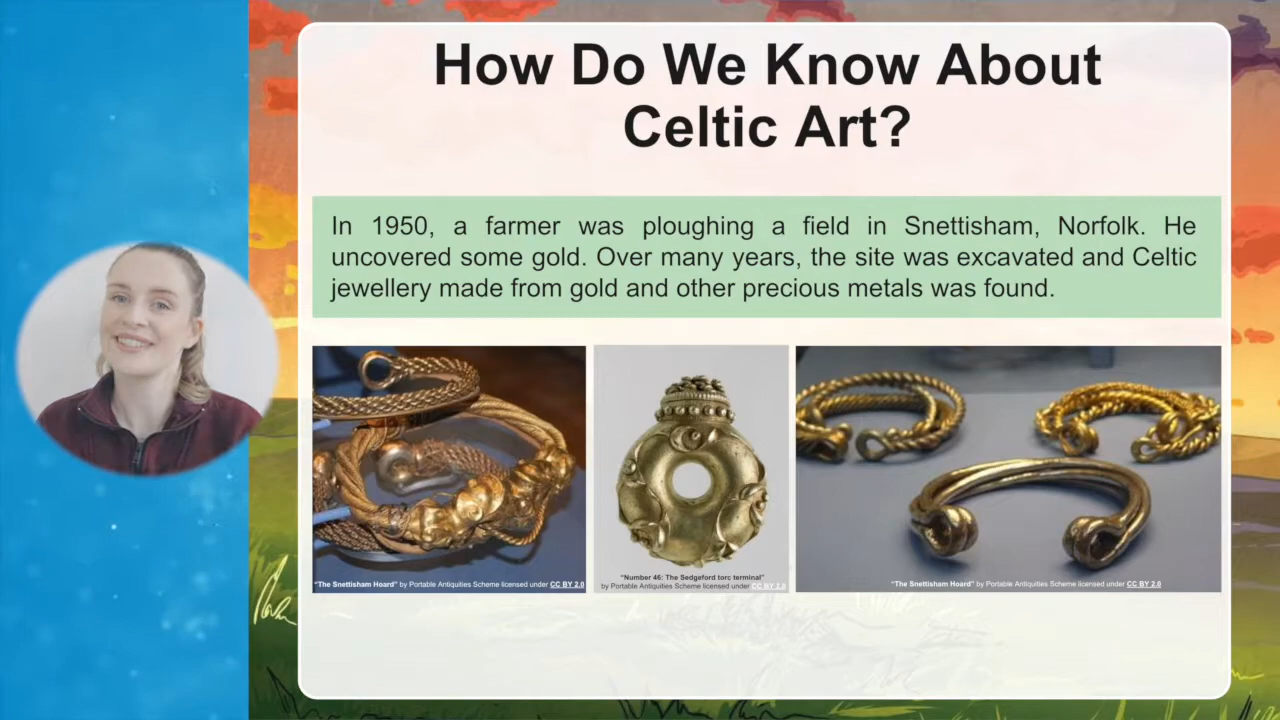 How Do We Know About
Celtic Art?
In 1950, a farmer was ploughing a field in Snettisham, Norfolk. He
uncovered some gold. Over many years, the site was excavated and Celtic
jewellery made from gold and other precious metals was found.
"The Snettisham Hoard" by Portable Antiquities Scheme licensed under CC BY 2.0
"Number 46: The Sedgeford torc terminal"
by Portable Antiquities Scheme licensed under CC BY 2.0
"The Snettisham Hoard" by Portable Antiquities Scheme licensed under CC BY 2.0